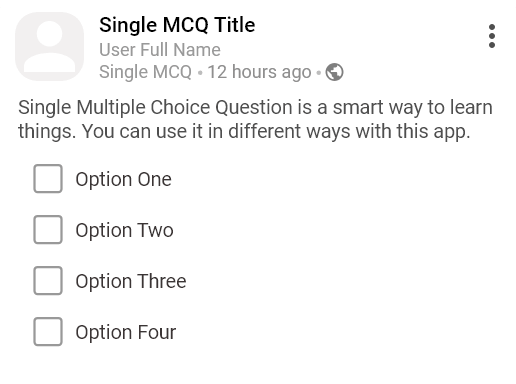 Single MCQ Title
User Full Name
Single MCQ • 12 hours ago •
Single Multiple Choice Question is a smart way to learn
things. You can use it in different ways with this app.
Option One
Option Two
Option Three
Option Four